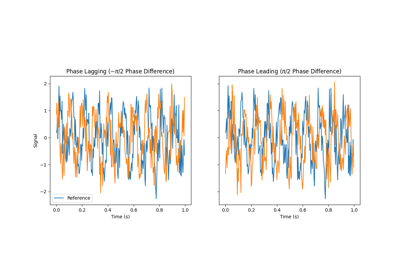 Phase Lagging (−π/2 Phase Difference)
Phase Leading (π/2 Phase Difference)
Signal
2
1
0
−1
−2
Reference
0.0 0.2 0.4 0.6 0.8 1.0
0.0 0.2 0.4 0.6 0.8 1.0
Time (s)
Time (s)